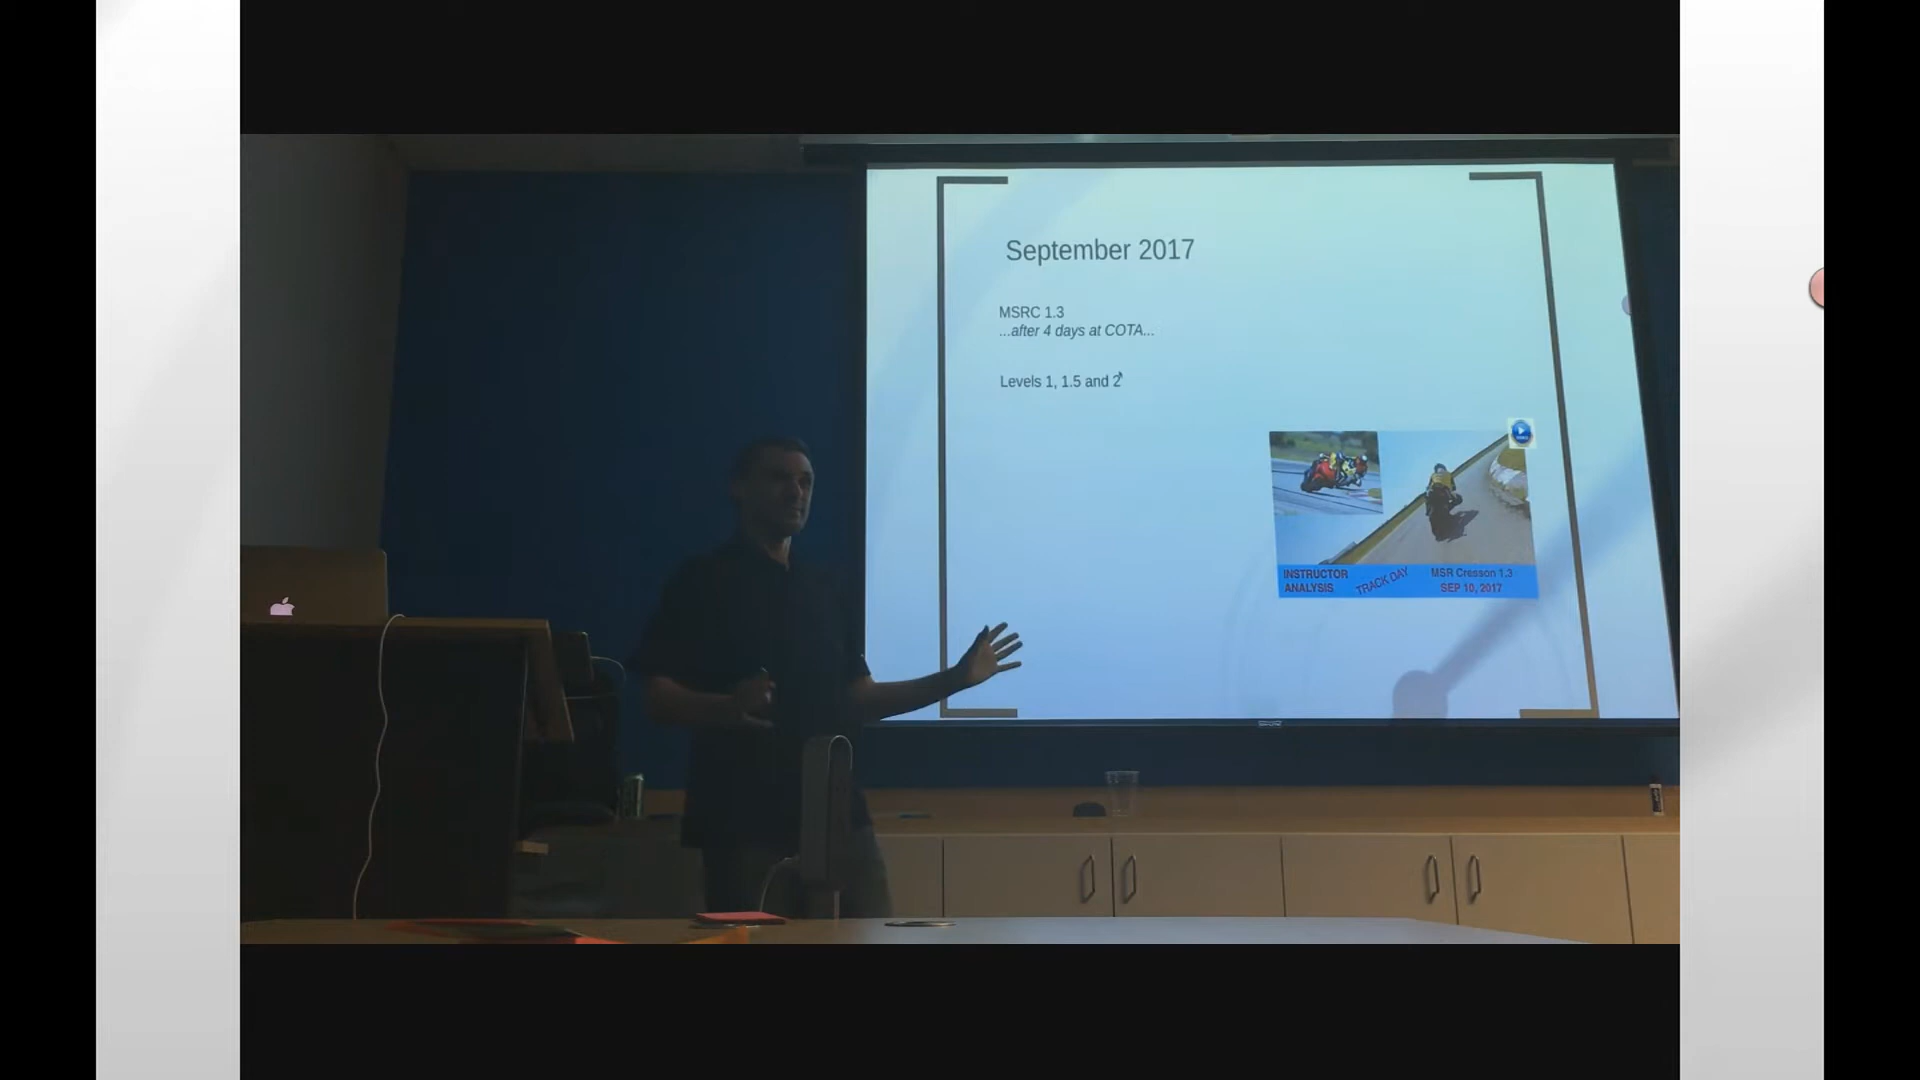 September 2017
MSRC 1.3
...after 4 days at COTA...
Levels 1, 1.5 and 2
INSTRUCTOR
ANALYSIS
TRACK DAY
MSR Cresson 1.3
SEP 10, 2017